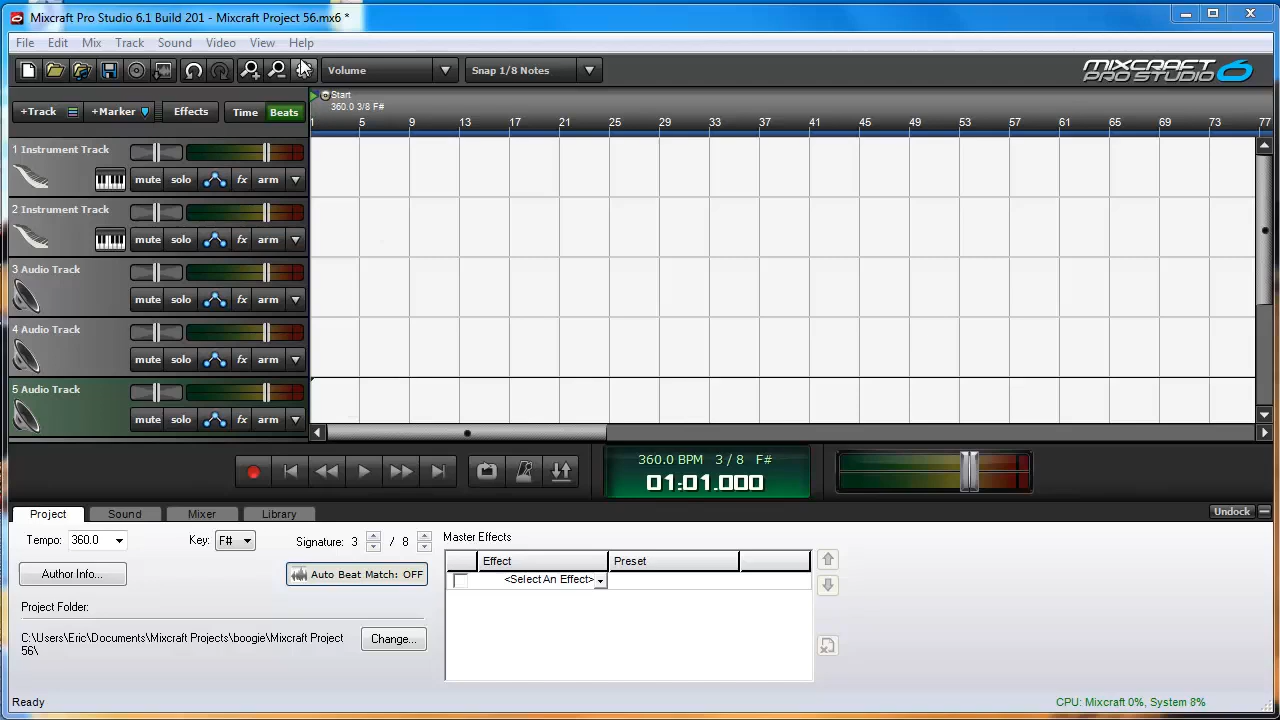 Mixcraft Pro Studio 6.1 Build 201 - Mixcraft Project 56.mx6 *
File Edit Mix Track Sound Video View Help
Volume Snap 1/8 Notes MIXCRAFT PRO STUDIO 6
+Track +Marker Effects Time Beats
Start
360.0 3/8 F#
1 5 9 13 17 21 25 29 33 37 41 45 49 53 57 61 65 69 73 77
1 Instrument Track
mute solo fx arm
2 Instrument Track
mute solo fx arm
3 Audio Track
mute solo fx arm
4 Audio Track
mute solo fx arm
5 Audio Track
mute solo fx arm
360.0 BPM 3 / 8 F#
01:01.000
Project Sound Mixer Library Undock
Tempo: 360.0 Key: F# Signature: 3 / 8
Author Info... Auto Beat Match: OFF
Project Folder:
C:\Users\Eric\Documents\Mixcraft Projects\boogie\Mixcraft Project
56\
Change...
Master Effects
Effect Preset
<Select An Effect>
Ready CPU: Mixcraft 0%, System 8%